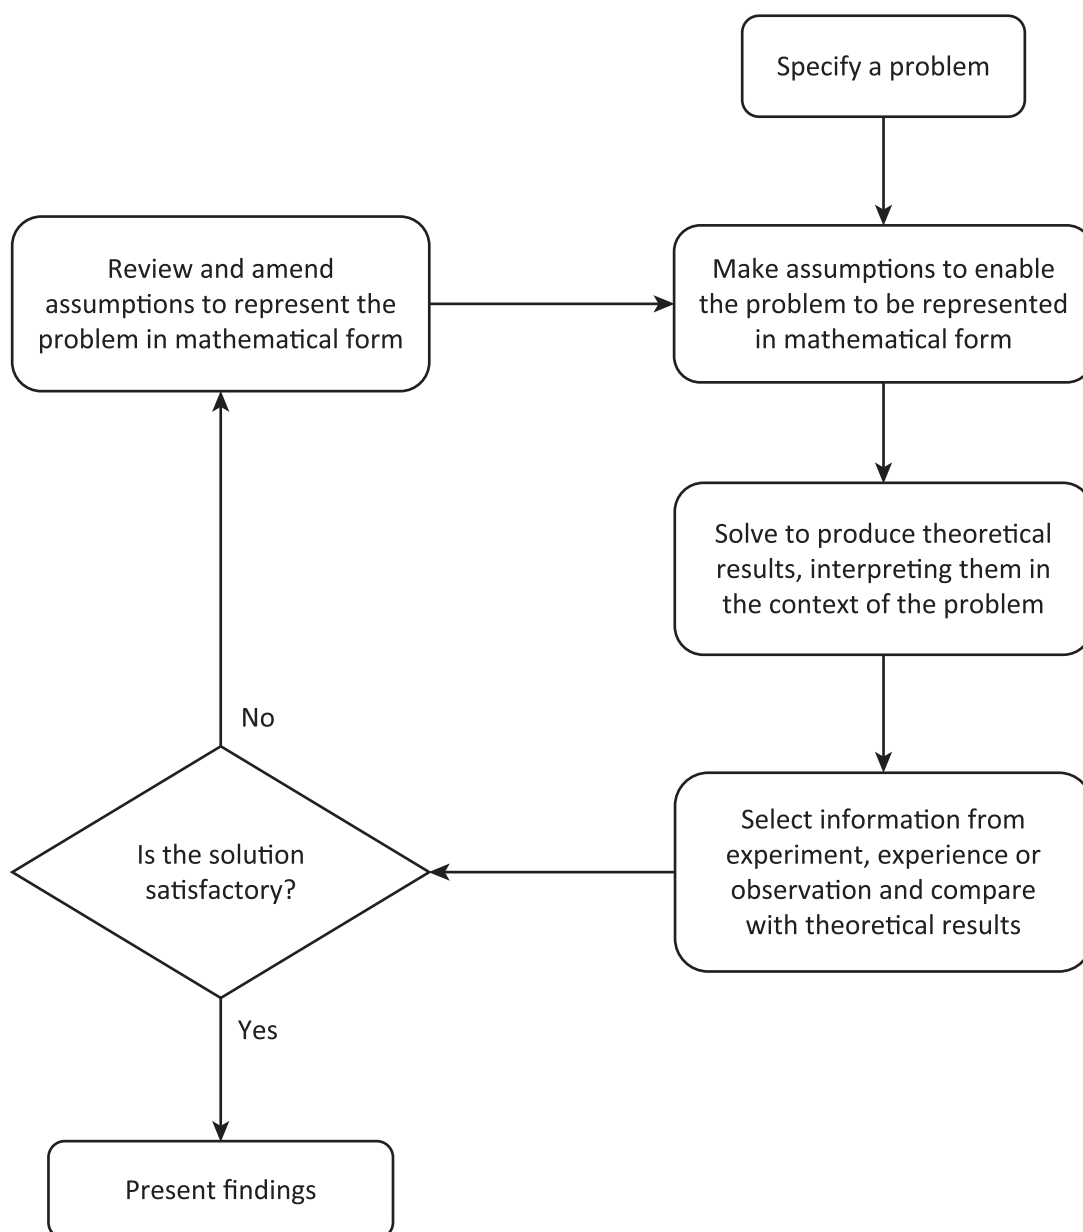 Specify a problem
Make assumptions to enable
the problem to be represented
in mathematical form
Solve to produce theoretical
results, interpreting them in
the context of the problem
Select information from
experiment, experience or
observation and compare
with theoretical results
Is the solution
satisfactory?
No
Review and amend
assumptions to represent the
problem in mathematical form
Yes
Present findings